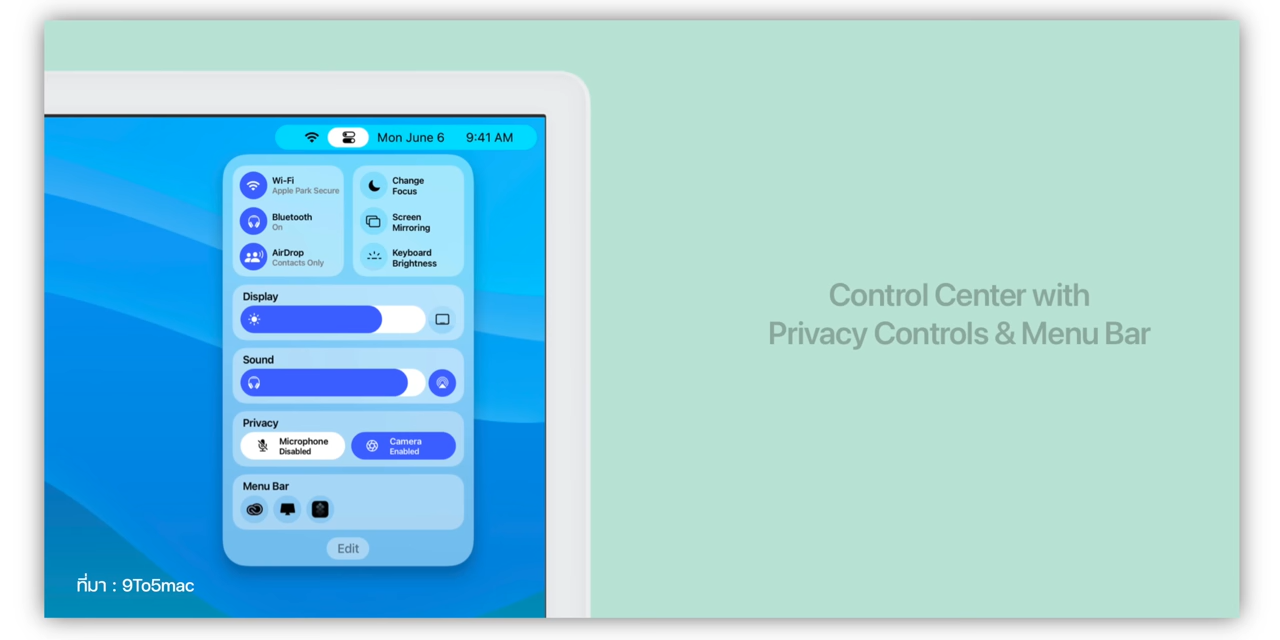 Mon June 6 9:41 AM
Wi-Fi
Apple Park Secure
Bluetooth
On
AirDrop
Contacts Only
Change
Focus
Screen
Mirroring
Keyboard
Brightness
Display
Sound
Privacy
Microphone
Disabled
Camera
Enabled
Menu Bar
Edit
Control Center with
Privacy Controls & Menu Bar
ที่มา : 9To5mac